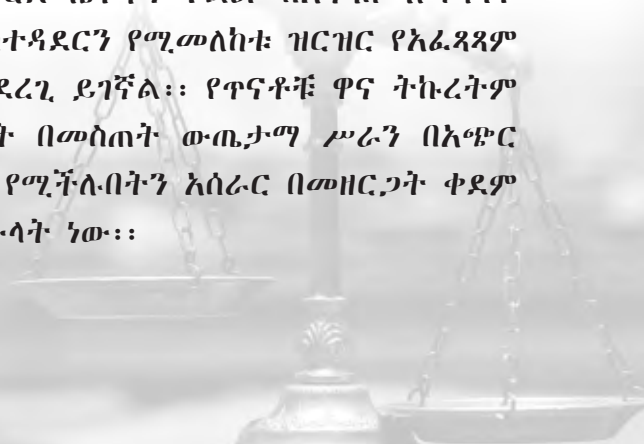 ተዳደርን የሚመለከቱ ዝርዝር የአፈጻጸም
ደረጊ ይገኛል፡፡ የጥናቶቹ ዋና ትኩረትም
ት በመስጠት ውጤታማ ሥራን በአጭር
የሚችሉበትን አሰራር በመዘርጋት ቀደም
ላት ነው፡፡